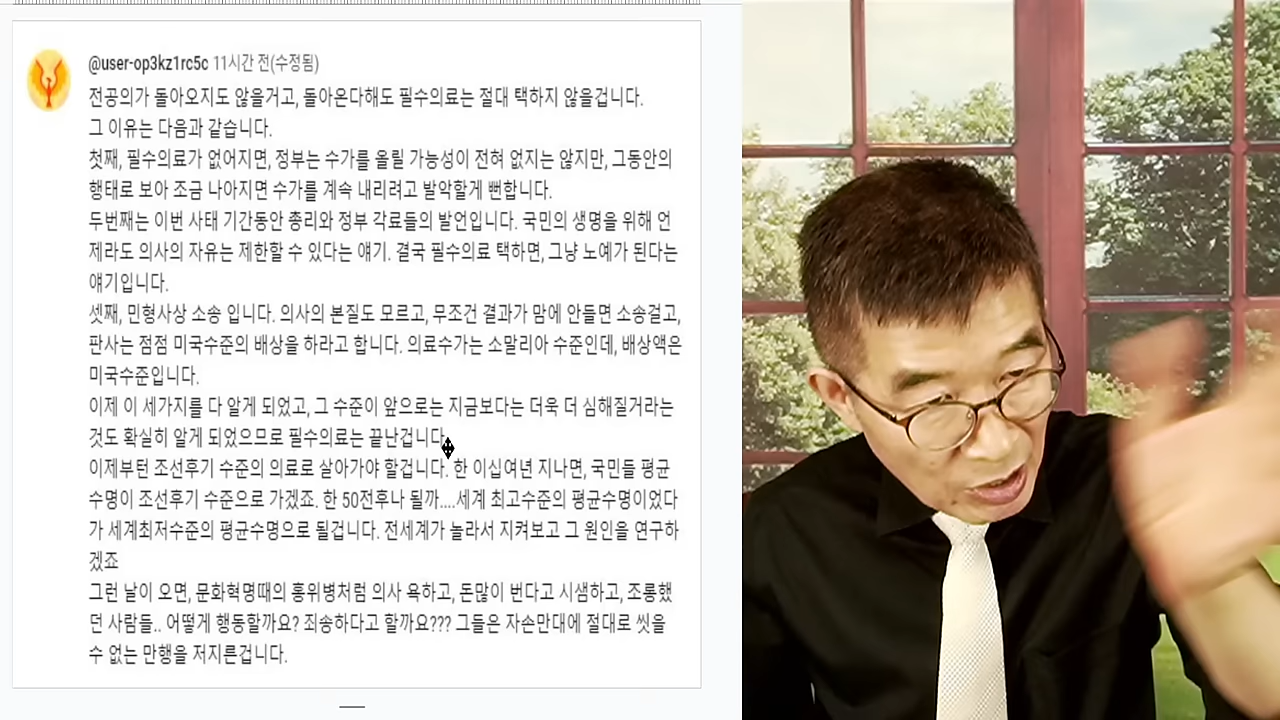 @user-op3kz1rc5c 11시간 전(수정됨)
전공의가 돌아오지도 않을거고, 돌아온다해도 필수의료는 절대 택하지 않을겁니다.
그 이유는 다음과 같습니다.
첫째, 필수의료가 없어지면, 정부는 수가를 올릴 가능성이 전혀 없지는 않지만, 그동안의
행태로 보아 조금 나아지면 수가를 계속 내리려고 발악할게 뻔합니다.
두번째는 이번 사태 기간동안 총리와 정부 각료들의 발언입니다. 국민의 생명을 위해 언
제라도 의사의 자유는 제한할 수 있다는 얘기. 결국 필수의료 택하면, 그냥 노예가 된다는
얘기입니다.
셋째, 민형사상 소송 입니다. 의사의 본질도 모르고, 무조건 결과가 맘에 안들면 소송걸고,
판사는 점점 미국수준의 배상을 하라고 합니다. 의료수가는 소말리아 수준인데, 배상액은
미국수준입니다.
이제 이 세가지를 다 알게 되었고, 그 수준이 앞으로는 지금보다는 더욱 더 심해질거라는
것도 확실히 알게 되었으므로 필수의료는 끝난겁니다.
이제부턴 조선후기 수준의 의료로 살아가야 할겁니다. 한 이십여년 지나면, 국민들 평균
수명이 조선후기 수준으로 가겠죠. 한 50전후나 될까....세계 최고수준의 평균수명이었다
가 세계최저수준의 평균수명으로 될겁니다. 전세계가 놀라서 지켜보고 그 원인을 연구하
겠죠
그런 날이 오면, 문화혁명때의 홍위병처럼 의사 욕하고, 돈많이 번다고 시샘하고, 조롱했
던 사람들.. 어떻게 행동할까요? 죄송하다고 할까요??? 그들은 자손만대에 절대로 씻을
수 없는 만행을 저지른겁니다.